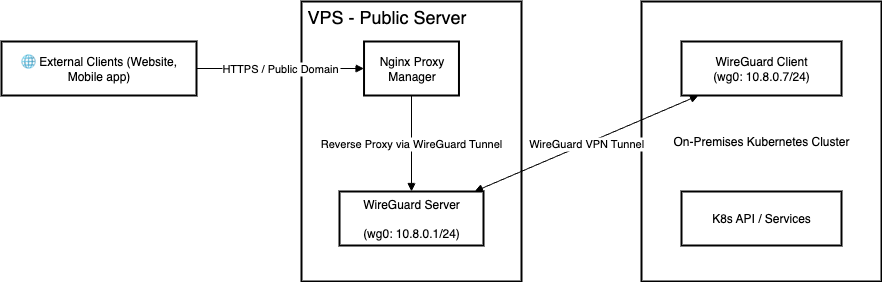 VPS - Public Server
🌐 External Clients (Website,
Mobile app)
HTTPS / Public Domain
Nginx Proxy
Manager
Reverse Proxy via WireGuard Tunnel
WireGuard Server
(wg0: 10.8.0.1/24)
WireGuard VPN Tunnel
WireGuard Client
(wg0: 10.8.0.7/24)
On-Premises Kubernetes Cluster
K8s API / Services